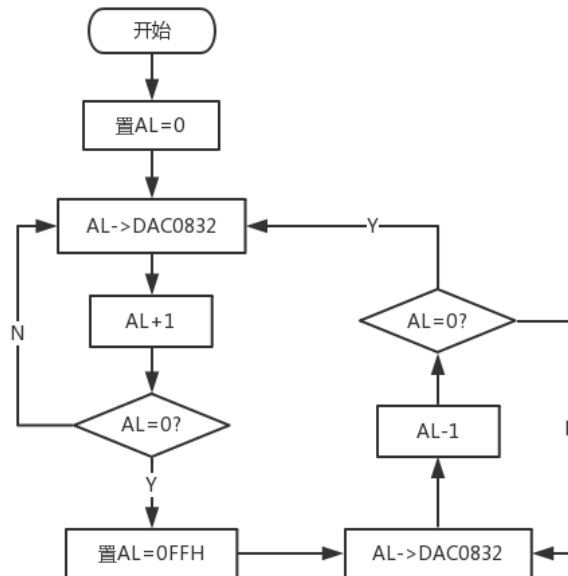 开始
置AL=0
AL->DAC0832
AL+1
AL=0?
N
Y
置AL=0FFH
AL->DAC0832
AL-1
AL=0?
Y